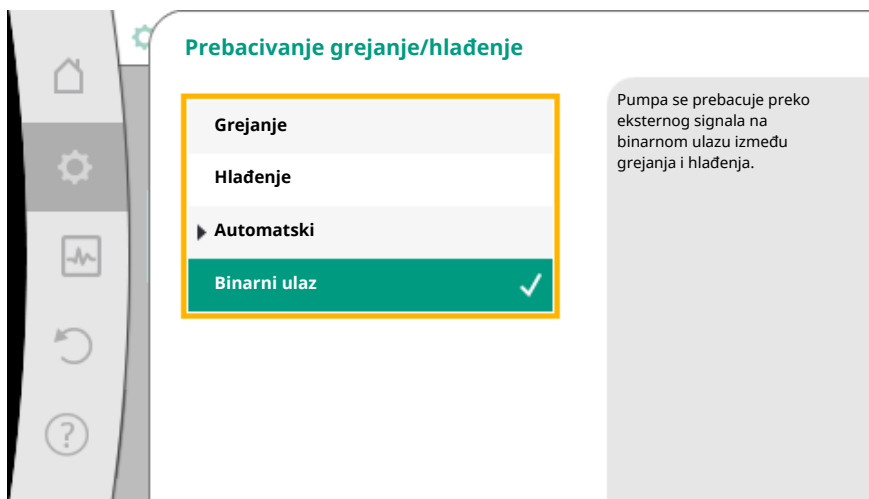 Prebacivanje grejanje/hlađenje
Grejanje
Hlađenje
Automatski
Binarni ulaz
Pumpa se prebacuje preko
eksternog signala na
binarnom ulazu između
grejanja i hlađenja.